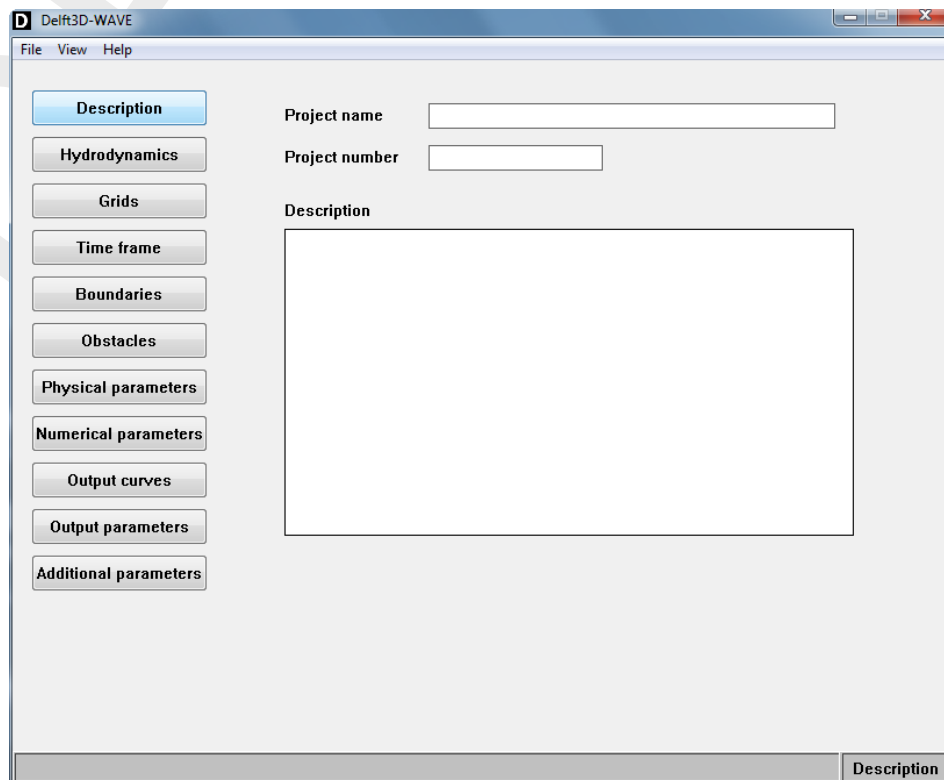 D Delft3D-WAVE
File View Help
Description
Hydrodynamics
Grids
Time frame
Boundaries
Obstacles
Physical parameters
Numerical parameters
Output curves
Output parameters
Additional parameters
Project name
Project number
Description
Description